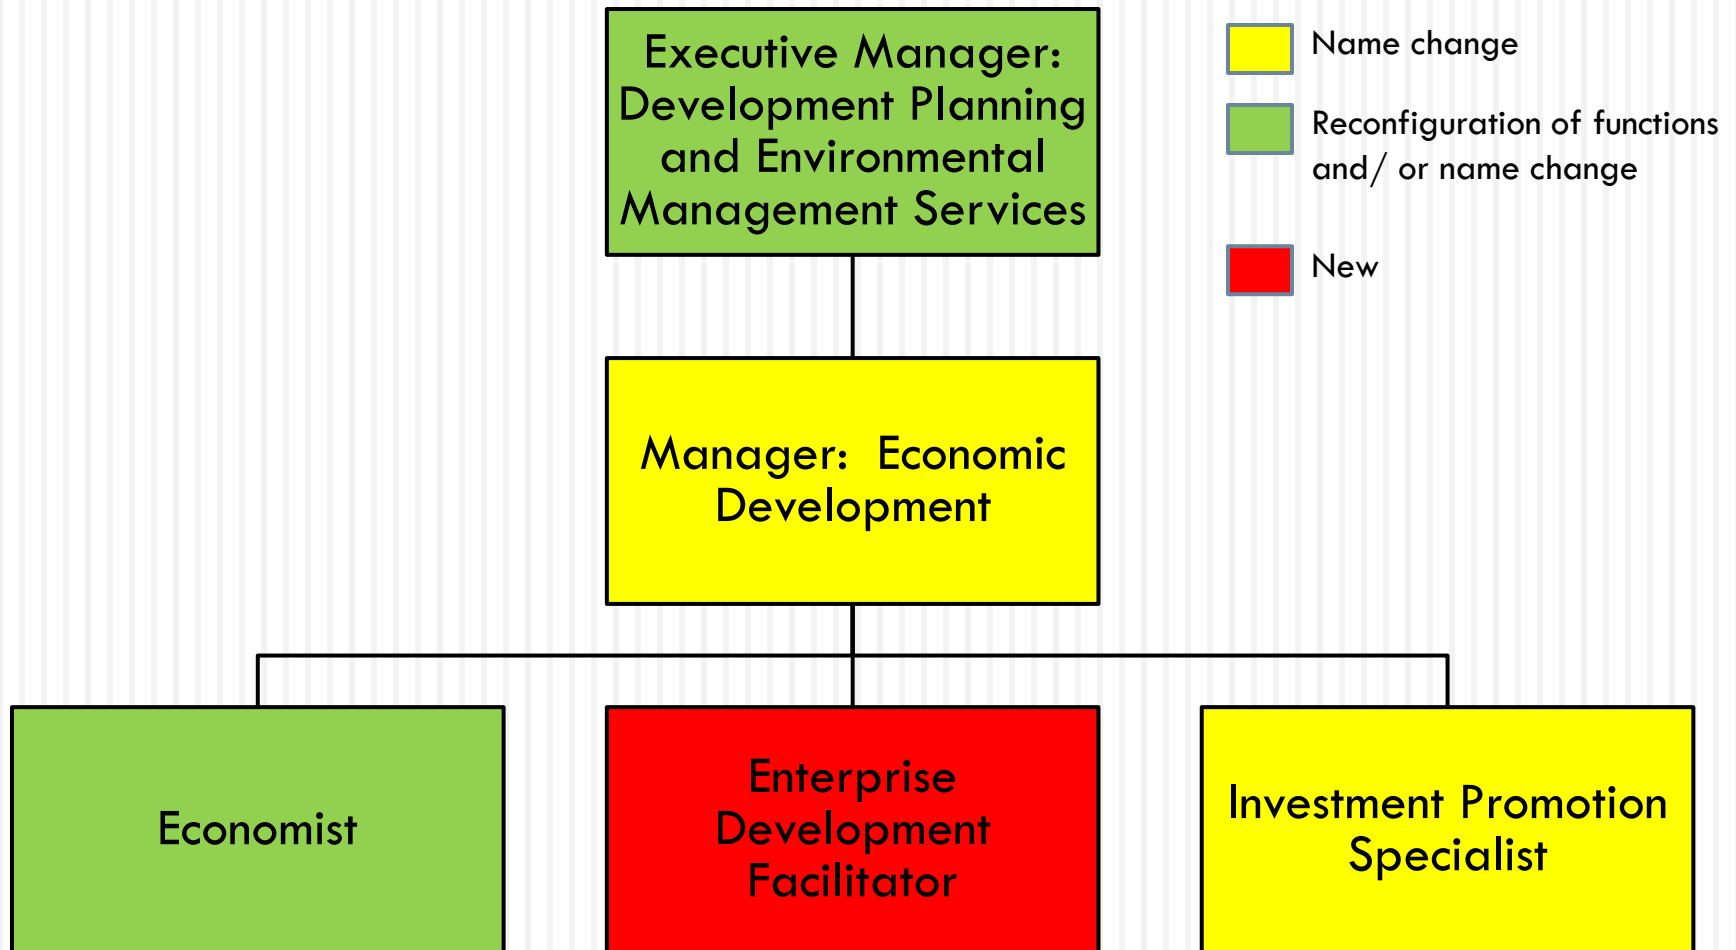 Executive Manager:
Development Planning
and Environmental
Management Services
Name change
Reconfiguration of functions
and/ or name change
New
Manager:  Economic
Development
Economist
Enterprise
Development
Facilitator
Investment Promotion
Specialist